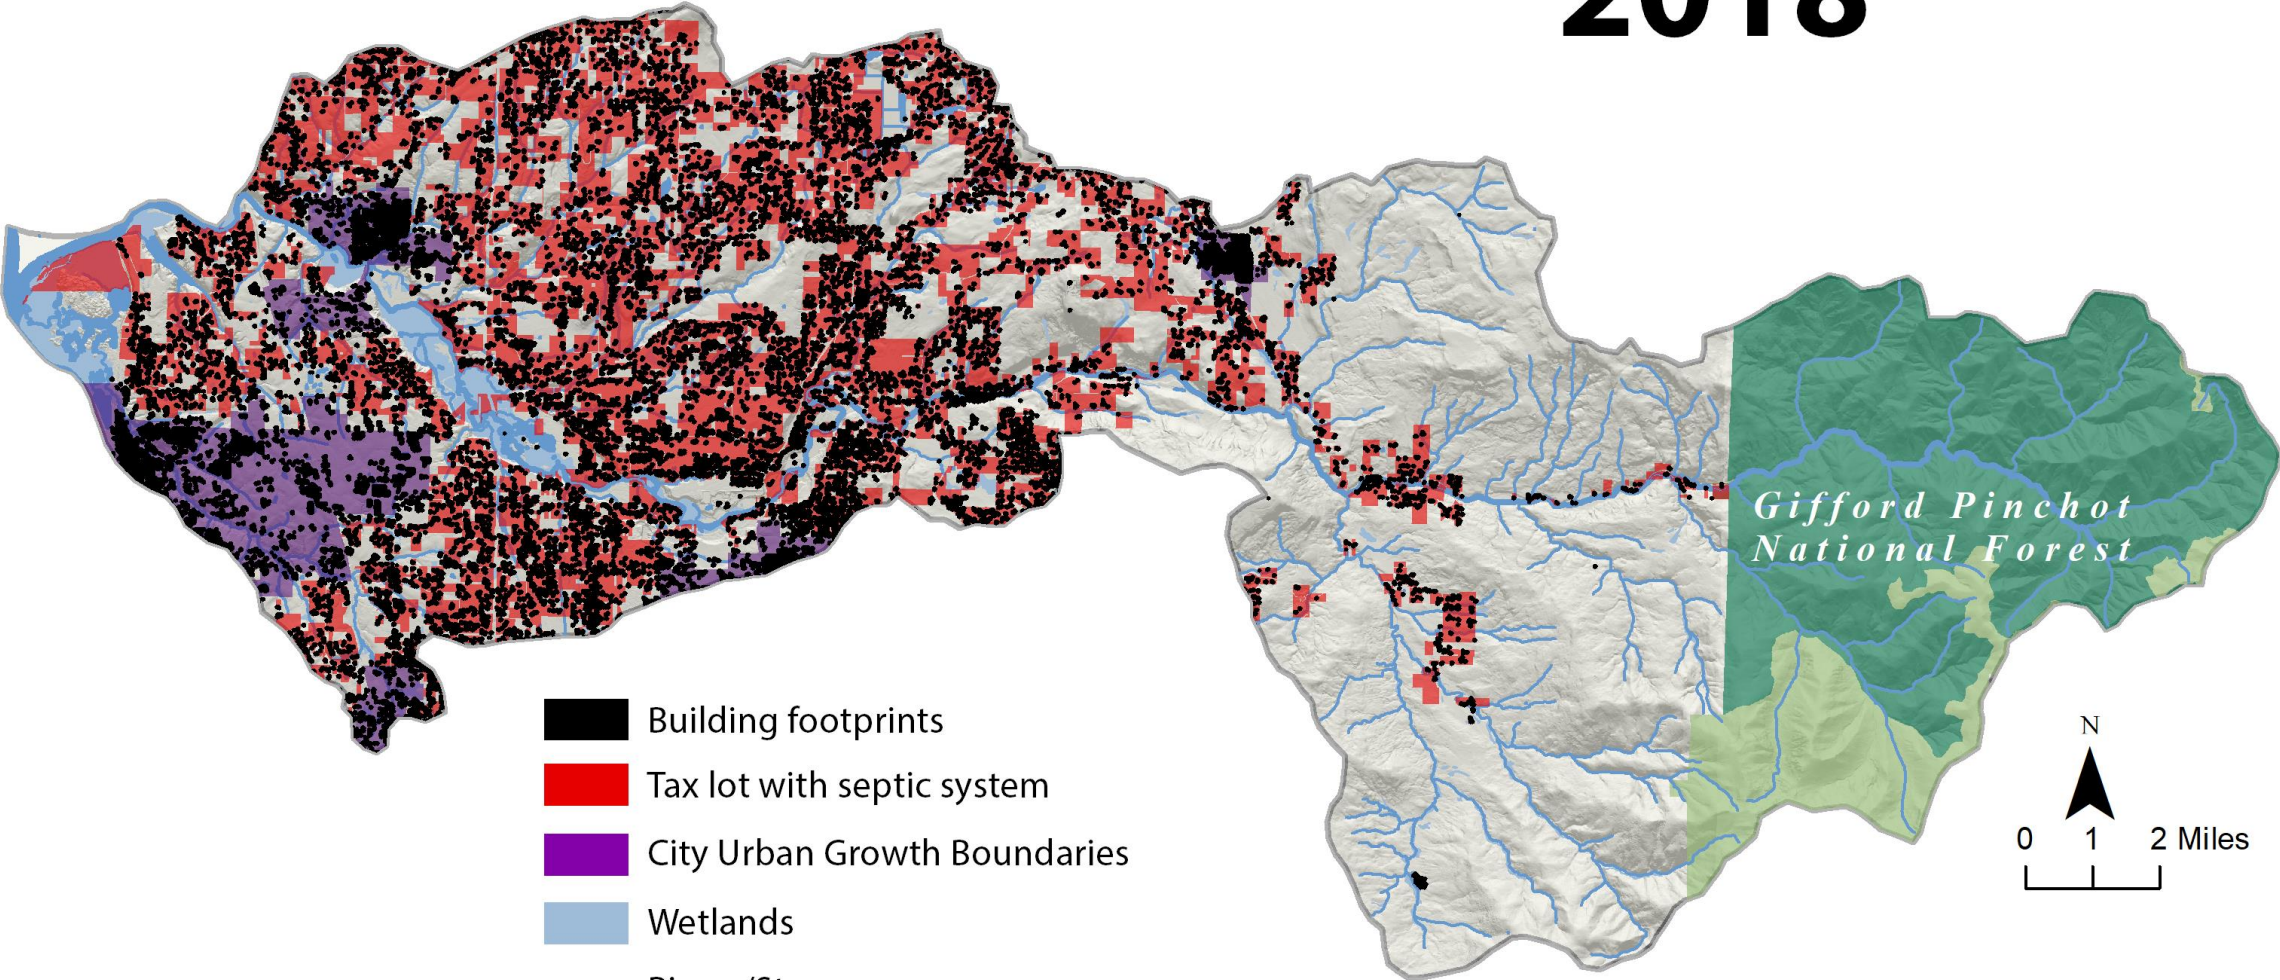 2018
Gifford Pinchot
National Forest
Building footprints
Tax lot with septic system
City Urban Growth Boundaries
Wetlands
N
0 1 2 Miles